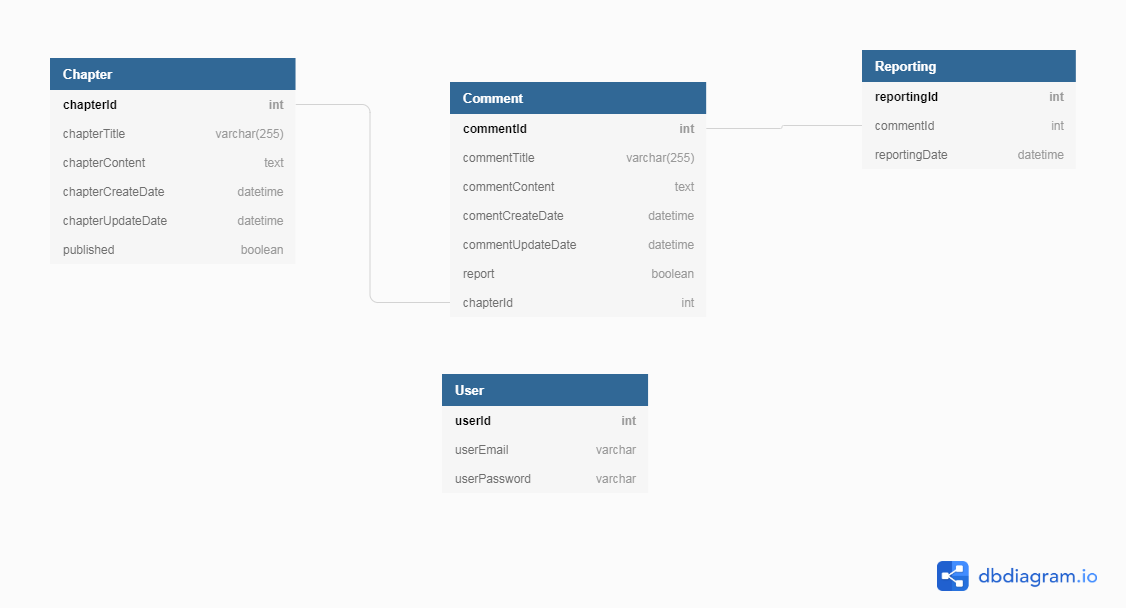 Chapter
chapterId int
chapterTitle varchar(255)
chapterContent text
chapterCreateDate datetime
chapterUpdateDate datetime
published boolean
Comment
commentId int
commentTitle varchar(255)
commentContent text
comentCreateDate datetime
commentUpdateDate datetime
report boolean
chapterId int
Reporting
reportingId int
commentId int
reportingDate datetime
User
userId int
userEmail varchar
userPassword varchar
dbdiagram.io